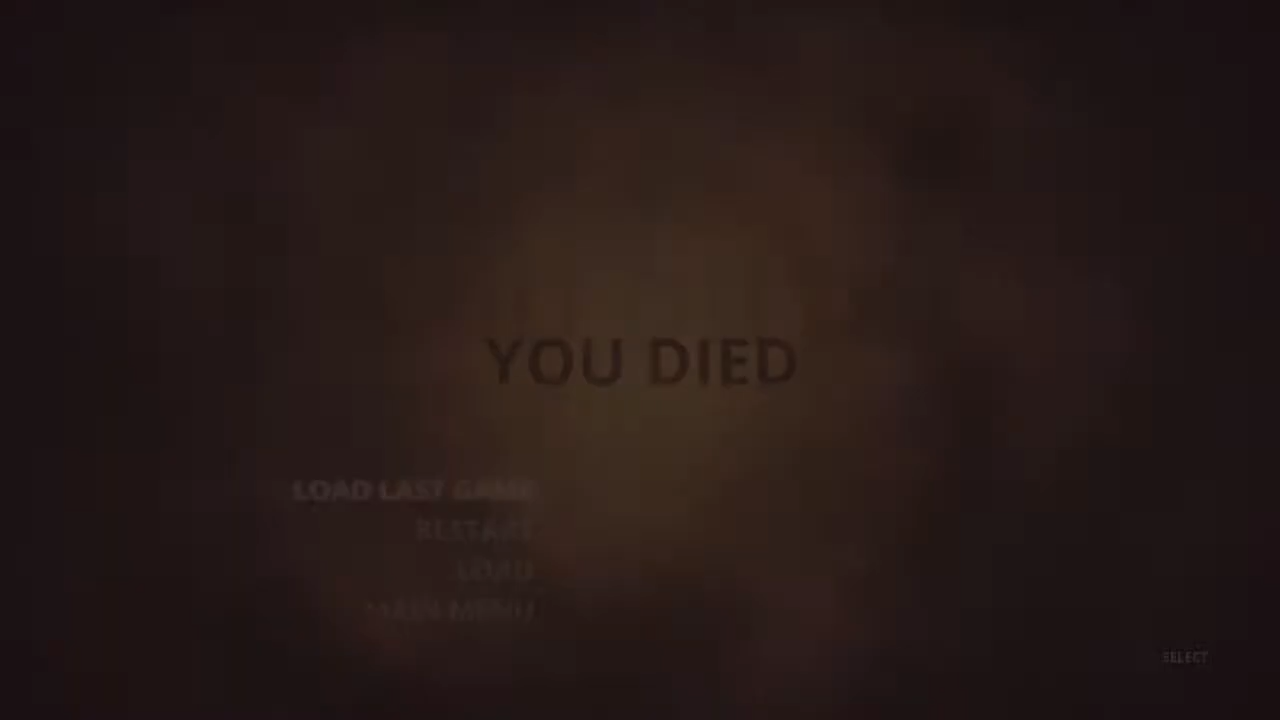 YOU DIED
LOAD LAST GAME
RESTART
LOAD
MAIN MENU
SELECT